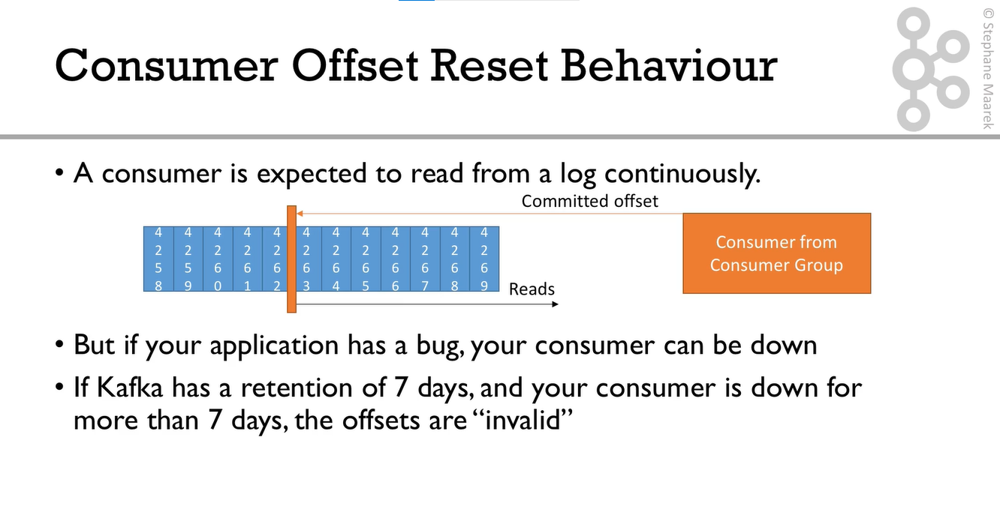 Consumer Offset Reset Behaviour
© Stephane Maarek
• A consumer is expected to read from a log continuously.
Committed offset
4258 4259 4260 4261 4262 4263 4264 4265 4266 4267 4268 4269
Consumer from
Consumer Group
Reads
• But if your application has a bug, your consumer can be down
• If Kafka has a retention of 7 days, and your consumer is down for
more than 7 days, the offsets are “invalid”